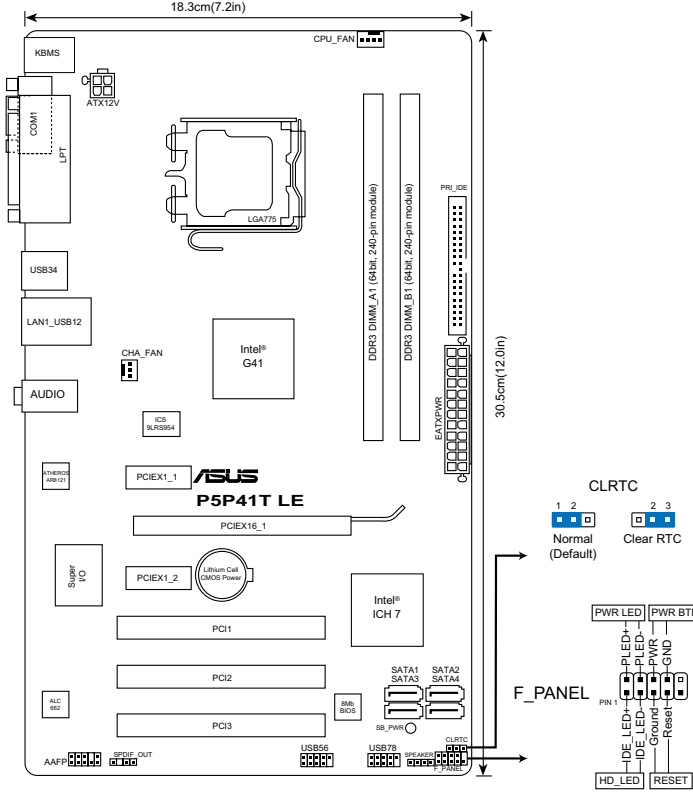 18.3cm(7.2in)
CPU_FAN
KBMS
ATX12V
COM1
LPT
LGA775
DDR3 DIMM_A1 (64bit, 240-pin module)
DDR3 DIMM_B1 (64bit, 240-pin module)
PRI_IDE
30.5cm(12.0in)
USB34
LAN1_USB12
CHA_FAN
Intel®
G41
EATXPWR
AUDIO
ICS
9LRS954
ATHEROS
AR8121
PCIEX1_1
ASUS
P5P41T LE
PCIEX16_1
Super
I/O
PCIEX1_2
Lithium Cell
CMOS Power
Intel®
ICH 7
PCI1
PCI2
PCI3
ALC
662
8Mb
BIOS
SATA1
SATA3
SATA2
SATA4
SB_PWR
AAFP
SPDIF_OUT
USB56
USB78
SPEAKER
CLRTC
F_PANEL
CLRTC
1 2
2 3
Normal
(Default)
Clear RTC
F_PANEL
PWR LED
PWR BTN
PLED+
PLED-
PWR
GND
PIN 1
IDE_LED+
IDE_LED-
Ground
Reset
HD_LED
RESET